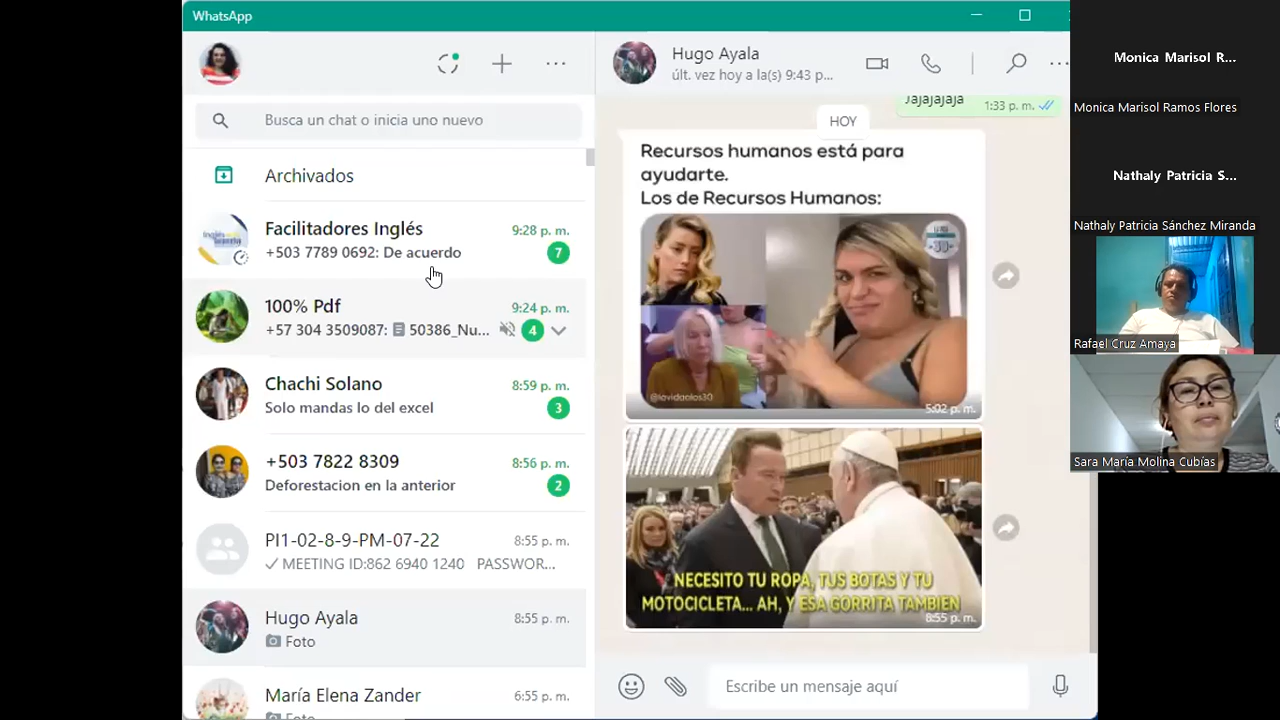 WhatsApp
Busca un chat o inicia uno nuevo
Archivados
Facilitadores Inglés
9:28 p. m.
+503 7789 0692: De acuerdo
7
100% Pdf
9:24 p. m.
+57 304 3509087: 50386_Nu...
4
Chachi Solano
8:59 p. m.
Solo mandas lo del excel
3
+503 7822 8309
8:56 p. m.
Deforestacion en la anterior
2
PI1-02-8-9-PM-07-22
8:55 p. m.
MEETING ID:862 6940 1240 PASSWOR...
Hugo Ayala
8:55 p. m.
Foto
María Elena Zander
6:55 p. m.
Foto
Hugo Ayala
últ. vez hoy a la(s) 9:43 p...
Jajajajaja
1:33 p. m.
HOY
Recursos humanos está para
ayudarte.
Los de Recursos Humanos:
@lavidaalos30
5:02 p. m.
NECESITO TU ROPA, TUS BOTAS Y TU
MOTOCICLETA... AH, Y ESA GORRITA TAMBIEN
8:55 p. m.
Escribe un mensaje aquí
Monica Marisol R...
Monica Marisol Ramos Flores
Nathaly Patricia S...
Nathaly Patricia Sánchez Miranda
Rafael Cruz Amaya
Sara María Molina Cubías